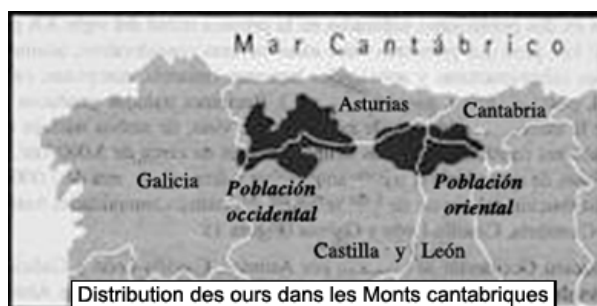 Mar Cantábrico
Asturias
Cantabria
Galicia
Población
occidental
Población
oriental
Castilla y León
Distribution des ours dans les Monts cantabriques